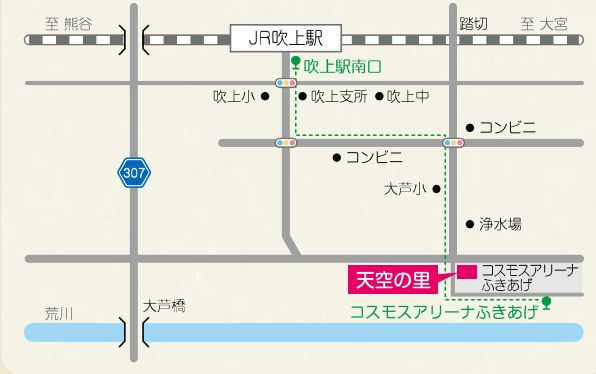 至 熊谷
JR吹上駅
踏切
至 大宮
吹上駅南口
吹上小
吹上支所
吹上中
コンビニ
コンビニ
307
大芦小
浄水場
天空の里
コスモスアリーナ
ふきあげ
荒川
大芦橋
コスモスアリーナふきあげ